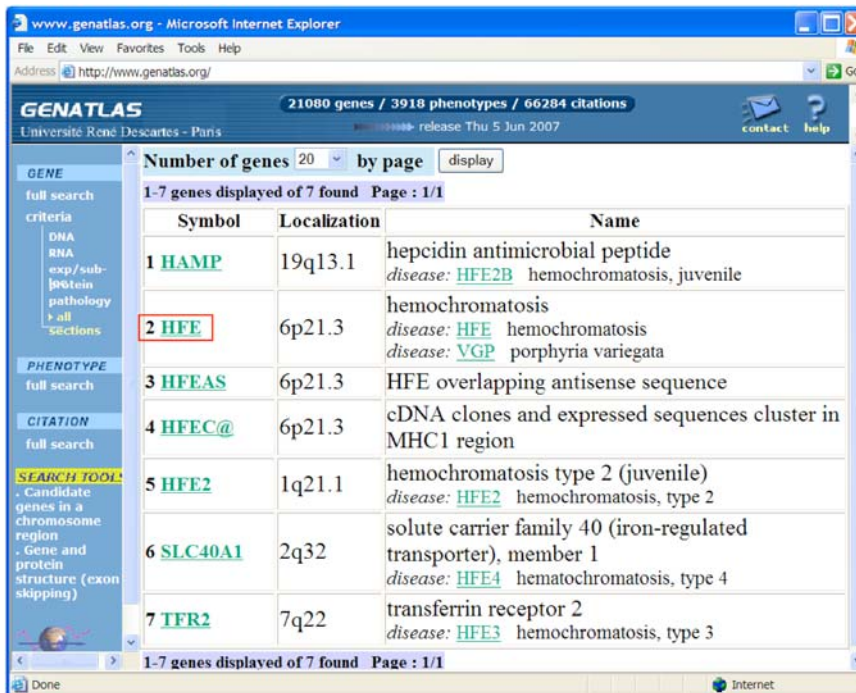 www.genatlas.org - Microsoft Internet Explorer
File Edit View Favorites Tools Help
Address http://www.genatlas.org/ Go
GENATLAS
Université René Descartes - Paris
21080 genes / 3918 phenotypes / 66284 citations
release Thu 5 Jun 2007
contact help
GENE
full search
criteria
DNA
RNA
exp/sub-
protein
pathology
all
sections
PHENOTYPE
full search
CITATION
full search
SEARCH TOOLS
. Candidate
genes in a
chromosome
region
. Gene and
protein
structure (exon
skipping)
Number of genes 20 by page display
1-7 genes displayed of 7 found Page : 1/1
Symbol Localization Name
1 HAMP 19q13.1 hepcidin antimicrobial peptide
disease: HFE2B hemochromatosis, juvenile
2 HFE 6p21.3 hemochromatosis
disease: HFE hemochromatosis
disease: VGP porphyria variegata
3 HFEAS 6p21.3 HFE overlapping antisense sequence
4 HFEC@ 6p21.3 cDNA clones and expressed sequences cluster in
MHC1 region
5 HFE2 1q21.1 hemochromatosis type 2 (juvenile)
disease: HFE2 hemochromatosis, type 2
6 SLC40A1 2q32 solute carrier family 40 (iron-regulated
transporter), member 1
disease: HFE4 hematochromatosis, type 4
7 TFR2 7q22 transferrin receptor 2
disease: HFE3 hemochromatosis, type 3
1-7 genes displayed of 7 found Page : 1/1
Done Internet